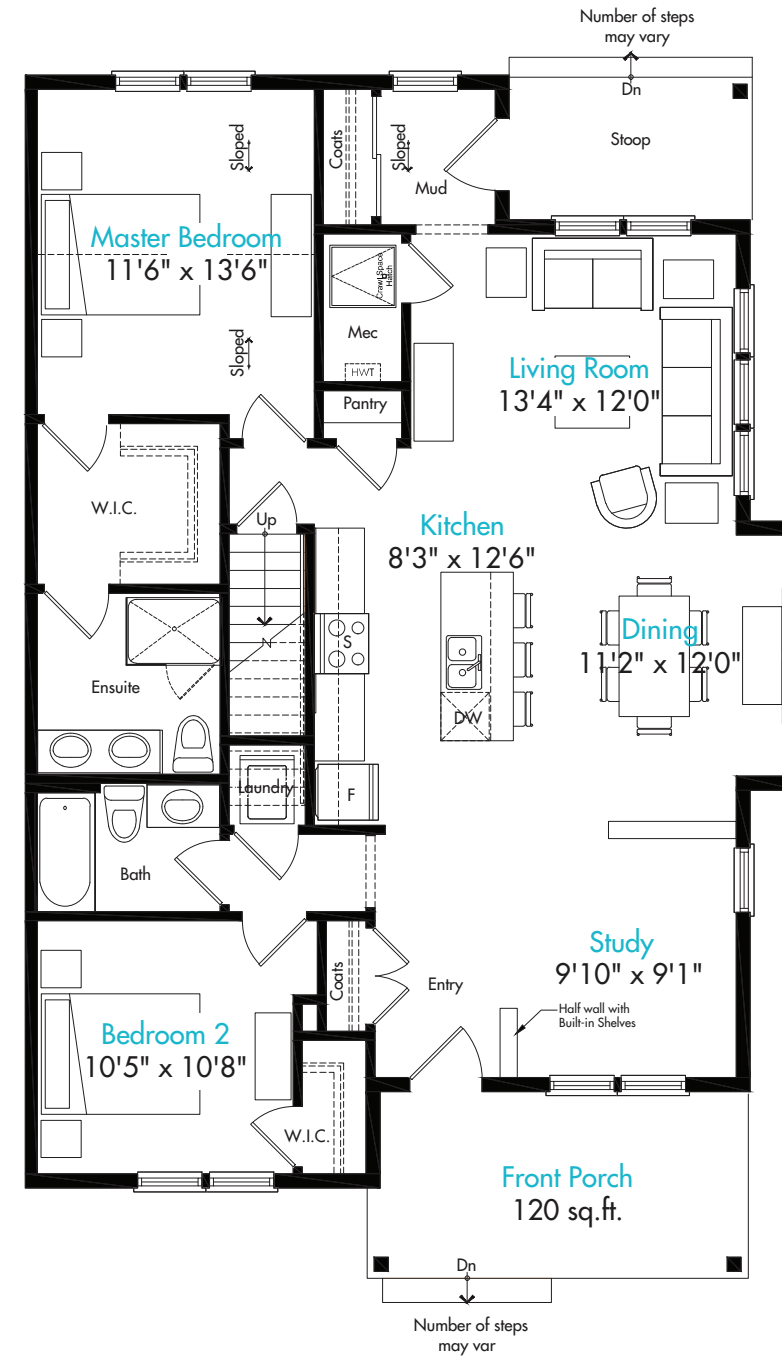 Number of steps
may vary
Dn
Stoop
Coats
Sloped
Sloped
Mud
Master Bedroom
11'6" x 13'6"
Crawl Space
Hatch
Mec
HWT
Sloped
Pantry
Living Room
13'4" x 12'0"
W.I.C.
Up
Kitchen
8'3" x 12'6"
N
S
Dining
11'2" x 12'0"
Ensuite
DW
Laundry
F
Bath
Study
9'10" x 9'1"
Coats
Entry
Half wall with
Built-in Shelves
Bedroom 2
10'5" x 10'8"
W.I.C.
Front Porch
120 sq.ft.
Dn
Number of steps
may var